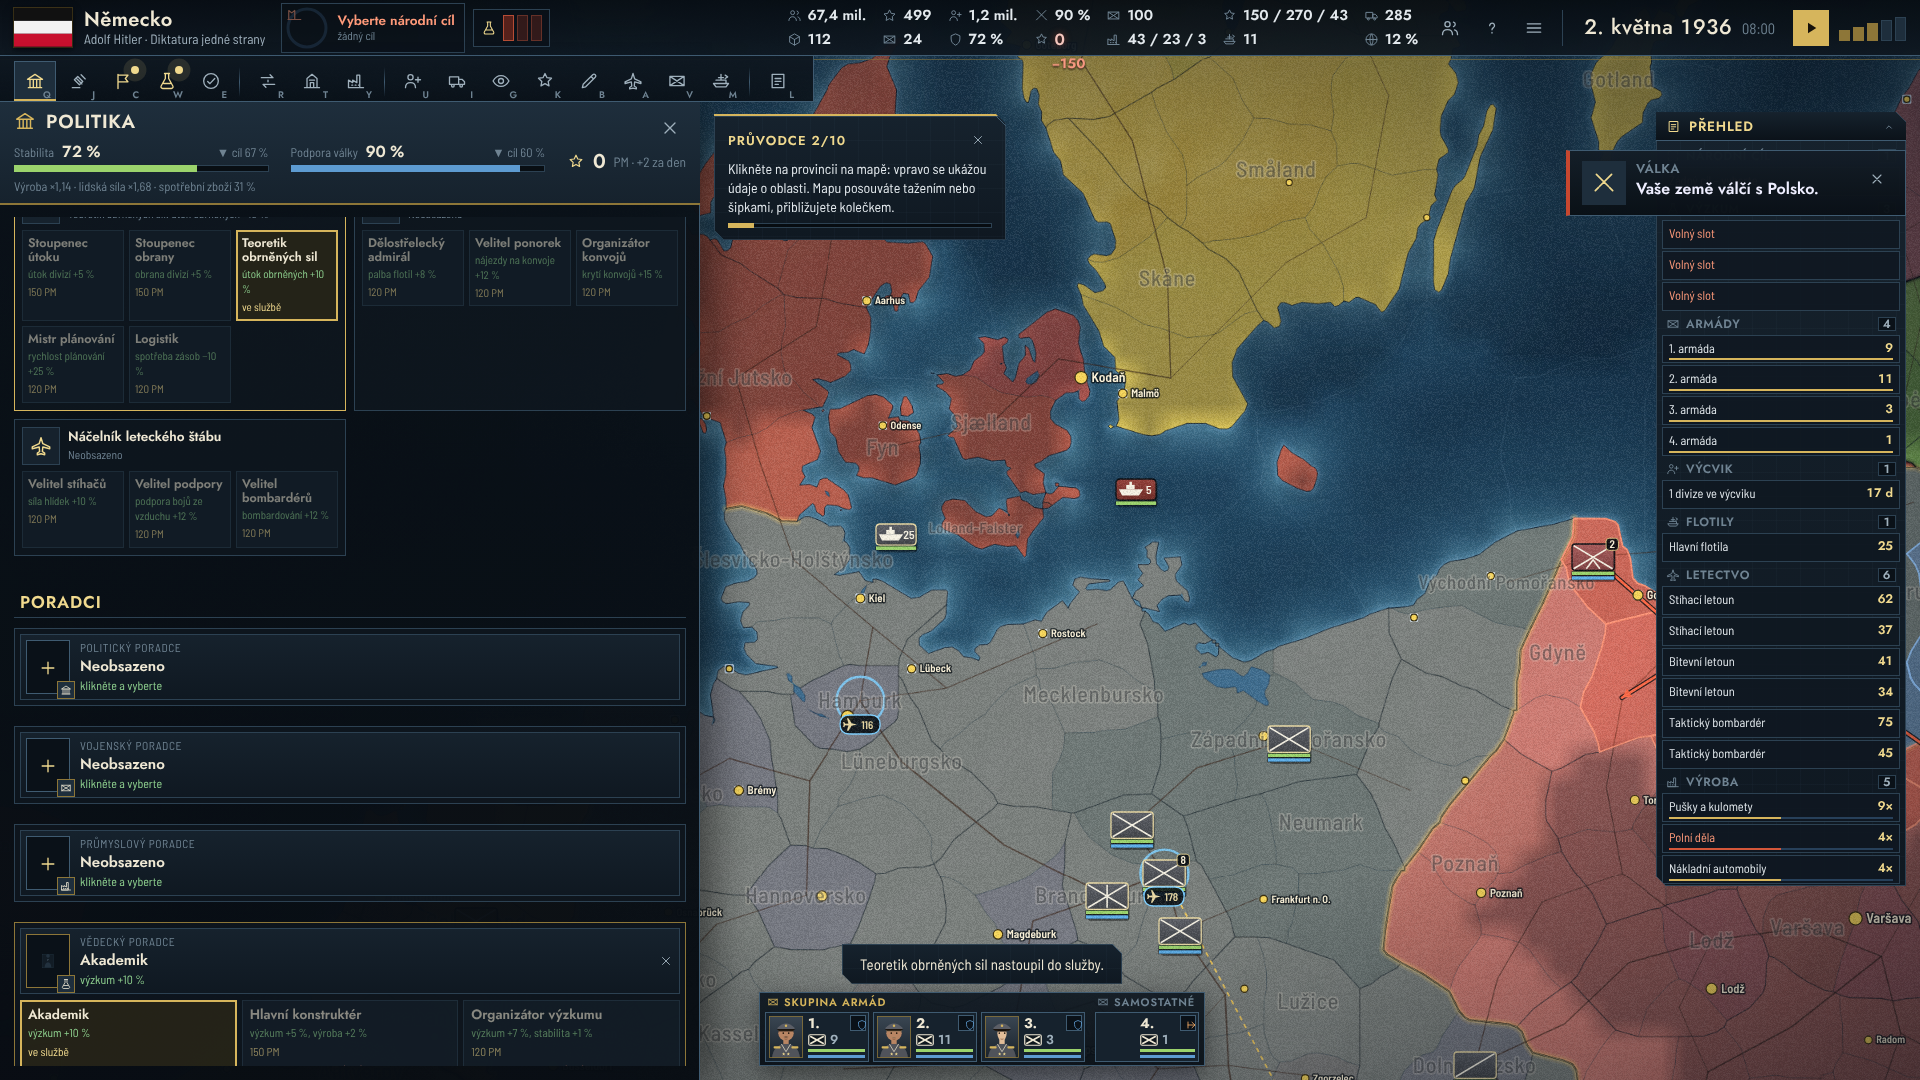 Německo
Adolf Hitler · Diktatura jedné strany
Vyberte národní cíl
žádný cíl
67,4 mil.
499
1,2 mil.
90 %
100
150 / 270 / 43
285
112
24
72 %
0
43 / 23 / 3
11
12 %
?
2. května 1936
08:00
Q
J
C
W
E
R
T
Y
U
I
G
K
B
A
V
M
L
−150
POLITIKA
Stabilita 72 %
▼ cíl 67 %
Podpora války 90 %
▼ cíl 60 %
0 PM · +2 za den
Výroba ×1,14 · lidská síla ×1,68 · spotřební zboží 31 %
Stoupenec útoku
útok divizí +5 %
150 PM
Stoupenec obrany
obrana divizí +5 %
150 PM
Teoretik obrněných sil
útok obrněných +10 %
ve službě
Mistr plánování
rychlost plánování +25 %
120 PM
Logistik
spotřeba zásob −10 %
120 PM
Dělostřelecký admirál
palba flotil +8 %
120 PM
Velitel ponorek
nájezdy na konvoje +12 %
120 PM
Organizátor konvojů
krytí konvojů +15 %
120 PM
Náčelník leteckého štábu
Neobsazeno
Velitel stíhačů
síla hlídek +10 %
120 PM
Velitel podpory
podpora bojů ze vzduchu +12 %
120 PM
Velitel bombardérů
bombardování +12 %
120 PM
PORADCI
POLITICKÝ PORADCE
Neobsazeno
klikněte a vyberte
VOJENSKÝ PORADCE
Neobsazeno
klikněte a vyberte
PRŮMYSLOVÝ PORADCE
Neobsazeno
klikněte a vyberte
VĚDECKÝ PORADCE
Akademik
výzkum +10 %
Akademik
výzkum +10 %
ve službě
Hlavní konstruktér
výzkum +5 %, výroba +2 %
150 PM
Organizátor výzkumu
výzkum +7 %, stabilita +1 %
120 PM
PRŮVODCE 2/10
Klikněte na provincii na mapě: vpravo se ukážou
údaje o oblasti. Mapu posouváte tažením nebo
šipkami, přibližujete kolečkem.
PŘEHLED
VÁLKA
Vaše země válčí s Polskem.
Volný slot
Volný slot
Volný slot
ARMÁDY 4
1. armáda 9
2. armáda 11
3. armáda 3
4. armáda 1
VÝCVIK 1
1 divize ve výcviku 17 d
FLOTILY 1
Hlavní flotila 25
LETECTVO 6
Stíhací letoun 62
Stíhací letoun 37
Bitevní letoun 41
Bitevní letoun 34
Taktický bombardér 75
Taktický bombardér 45
VÝROBA 5
Pušky a kulomety 9×
Polní děla 4×
Nákladní automobily 4×
Gotland
Småland
Skåne
Aarhus
Kodaň
Malmö
Odense
Sjælland
Fyn
Lolland-Falster
5
25
2
Kiel
Rostock
Lübeck
Hamburk
116
Mecklenbursko
Lüneburgsko
Brémy
Hannoversko
Magdeburk
Neumark
8
178
Frankfurt n. O.
Gdyně
Poznaň
Poznaň
Varšava
Varšava
Lodž
Lodž
Radom
Lužice
Kassel
Zgorzelec
Teoretik obrněných sil nastoupil do služby.
SKUPINA ARMÁD
SAMOSTATNÉ
1.
9
2.
11
3.
3
4.
1